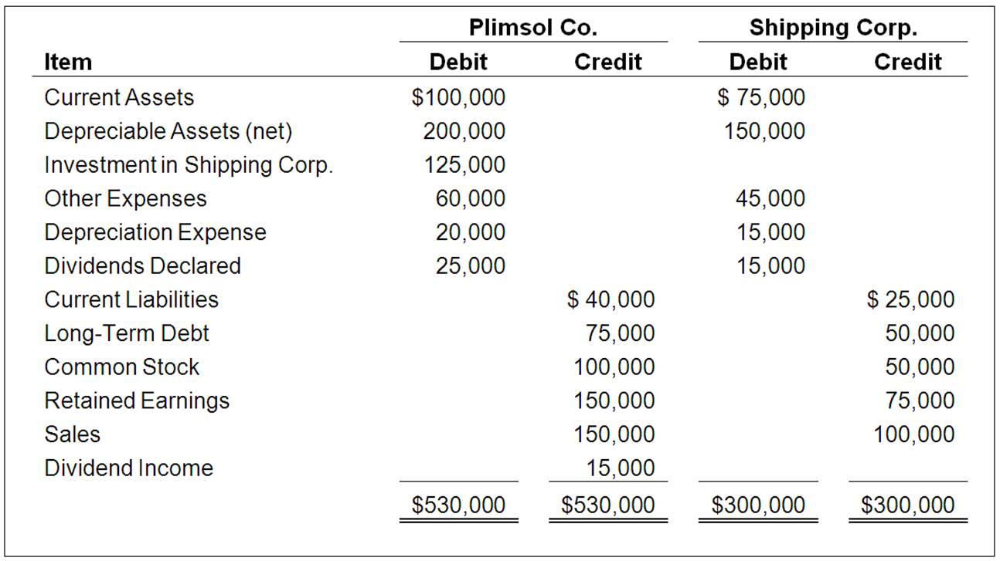 Plimsol Co. Shipping Corp.
Item Debit Credit Debit Credit
Current Assets $100,000 $ 75,000
Depreciable Assets (net) 200,000 150,000
Investment in Shipping Corp. 125,000
Other Expenses 60,000 45,000
Depreciation Expense 20,000 15,000
Dividends Declared 25,000 15,000
Current Liabilities $ 40,000 $ 25,000
Long-Term Debt 75,000 50,000
Common Stock 100,000 50,000
Retained Earnings 150,000 75,000
Sales 150,000 100,000
Dividend Income 15,000
$530,000 $530,000 $300,000 $300,000